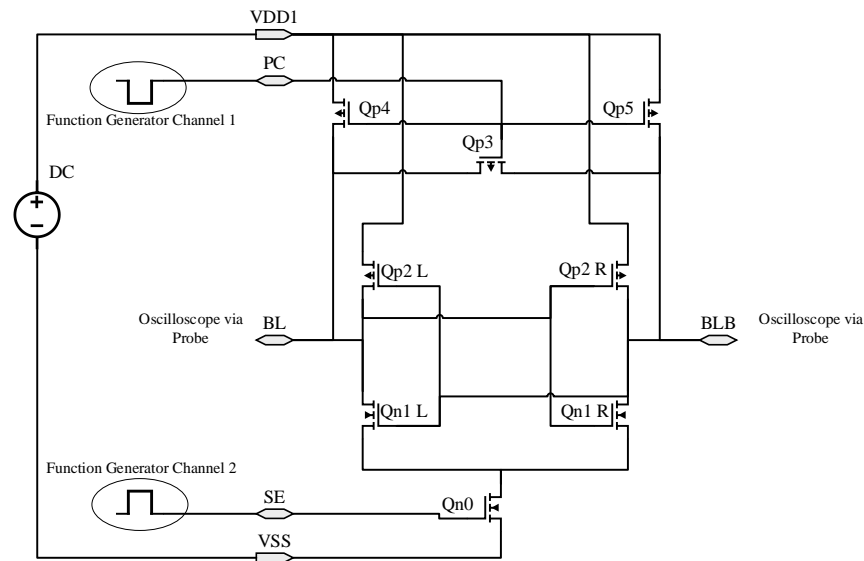 VDD1
PC
Function Generator Channel 1
Qp4
Qp5
Qp3
DC
Qp2 L
Qp2 R
Oscilloscope via
Probe
BL
BLB
Oscilloscope via
Probe
Qn1 L
Qn1 R
Function Generator Channel 2
SE
Qn0
VSS